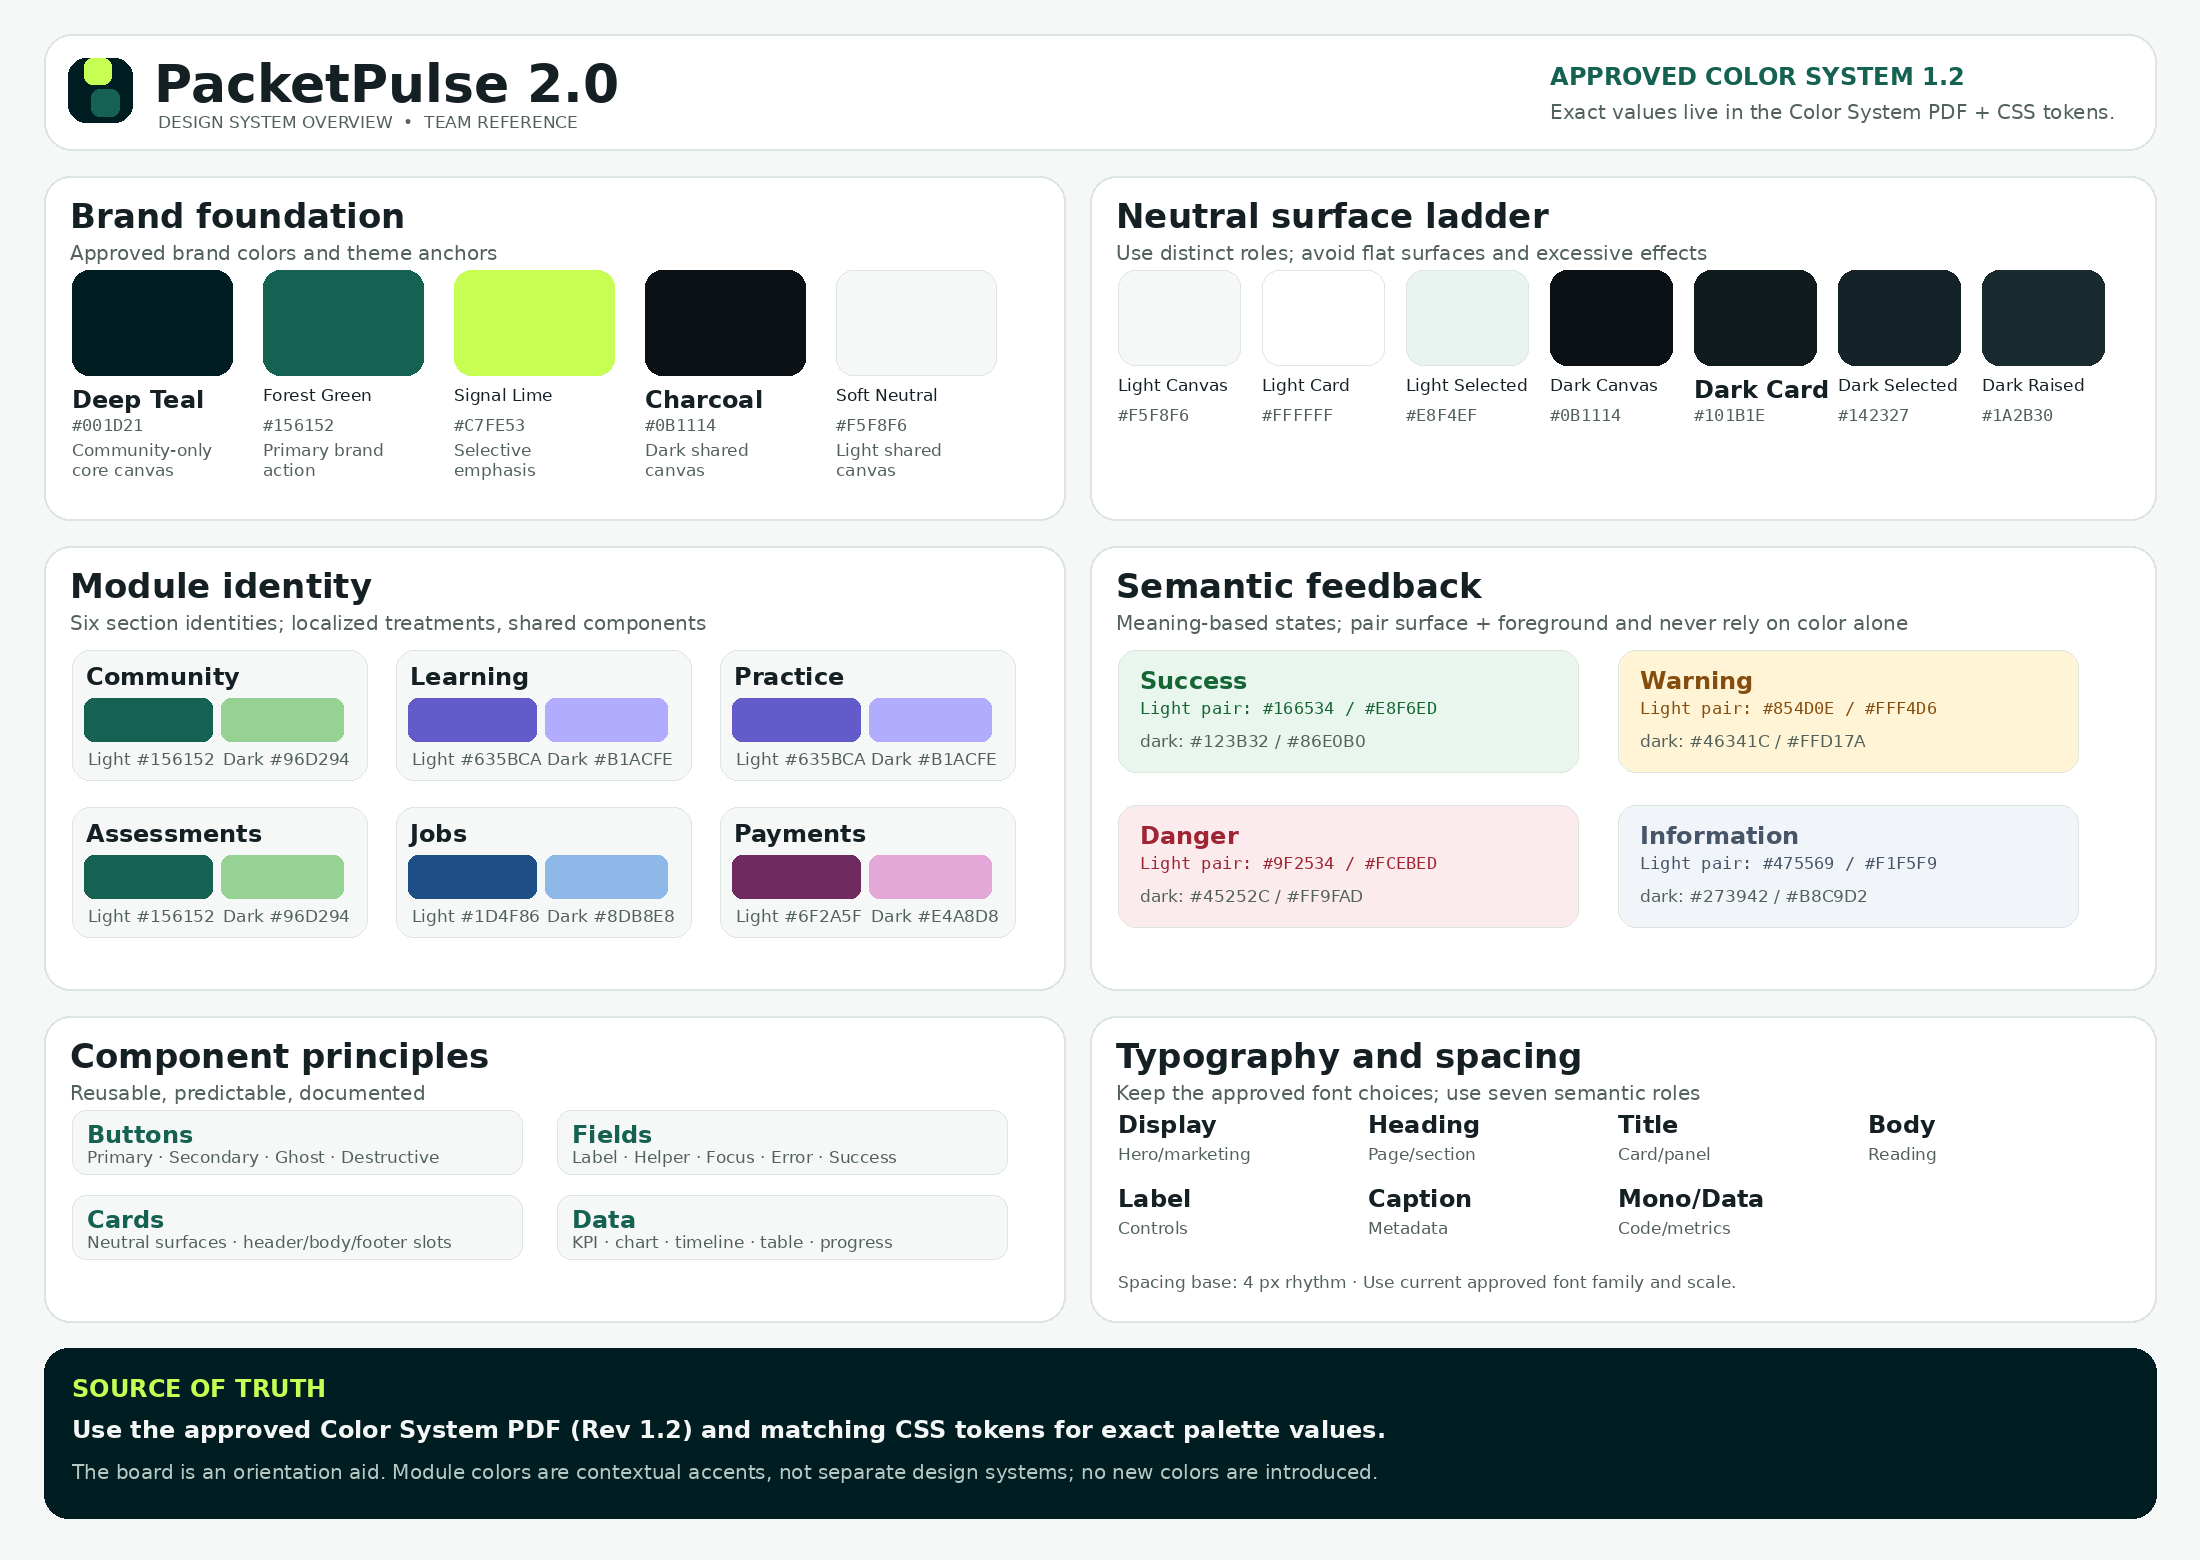 PacketPulse 2.0
DESIGN SYSTEM OVERVIEW • TEAM REFERENCE
APPROVED COLOR SYSTEM 1.2
Exact values live in the Color System PDF + CSS tokens.
Brand foundation
Approved brand colors and theme anchors
Deep Teal
#001D21
Community-only
core canvas
Forest Green
#156152
Primary brand
action
Signal Lime
#C7FE53
Selective
emphasis
Charcoal
#0B1114
Dark shared
canvas
Soft Neutral
#F5F8F6
Light shared
canvas
Neutral surface ladder
Use distinct roles; avoid flat surfaces and excessive effects
Light Canvas
#F5F8F6
Light Card
#FFFFFF
Light Selected
#E8F4EF
Dark Canvas
#0B1114
Dark Card
#101B1E
Dark Selected
#142327
Dark Raised
#1A2B30
Module identity
Six section identities; localized treatments, shared components
Community
Light #156152 Dark #96D294
Learning
Light #635BCA Dark #B1ACFE
Practice
Light #635BCA Dark #B1ACFE
Assessments
Light #156152 Dark #96D294
Jobs
Light #1D4F86 Dark #8DB8E8
Payments
Light #6F2A5F Dark #E4A8D8
Semantic feedback
Meaning-based states; pair surface + foreground and never rely on color alone
Success
Light pair: #166534 / #E8F6ED
dark: #123B32 / #86E0B0
Warning
Light pair: #854D0E / #FFF4D6
dark: #46341C / #FFD17A
Danger
Light pair: #9F2534 / #FCEBED
dark: #45252C / #FF9FAD
Information
Light pair: #475569 / #F1F5F9
dark: #273942 / #B8C9D2
Component principles
Reusable, predictable, documented
Buttons
Primary · Secondary · Ghost · Destructive
Fields
Label · Helper · Focus · Error · Success
Cards
Neutral surfaces · header/body/footer slots
Data
KPI · chart · timeline · table · progress
Typography and spacing
Keep the approved font choices; use seven semantic roles
Display
Hero/marketing
Heading
Page/section
Title
Card/panel
Body
Reading
Label
Controls
Caption
Metadata
Mono/Data
Code/metrics
Spacing base: 4 px rhythm · Use current approved font family and scale.
SOURCE OF TRUTH
Use the approved Color System PDF (Rev 1.2) and matching CSS tokens for exact palette values.
The board is an orientation aid. Module colors are contextual accents, not separate design systems; no new colors are introduced.